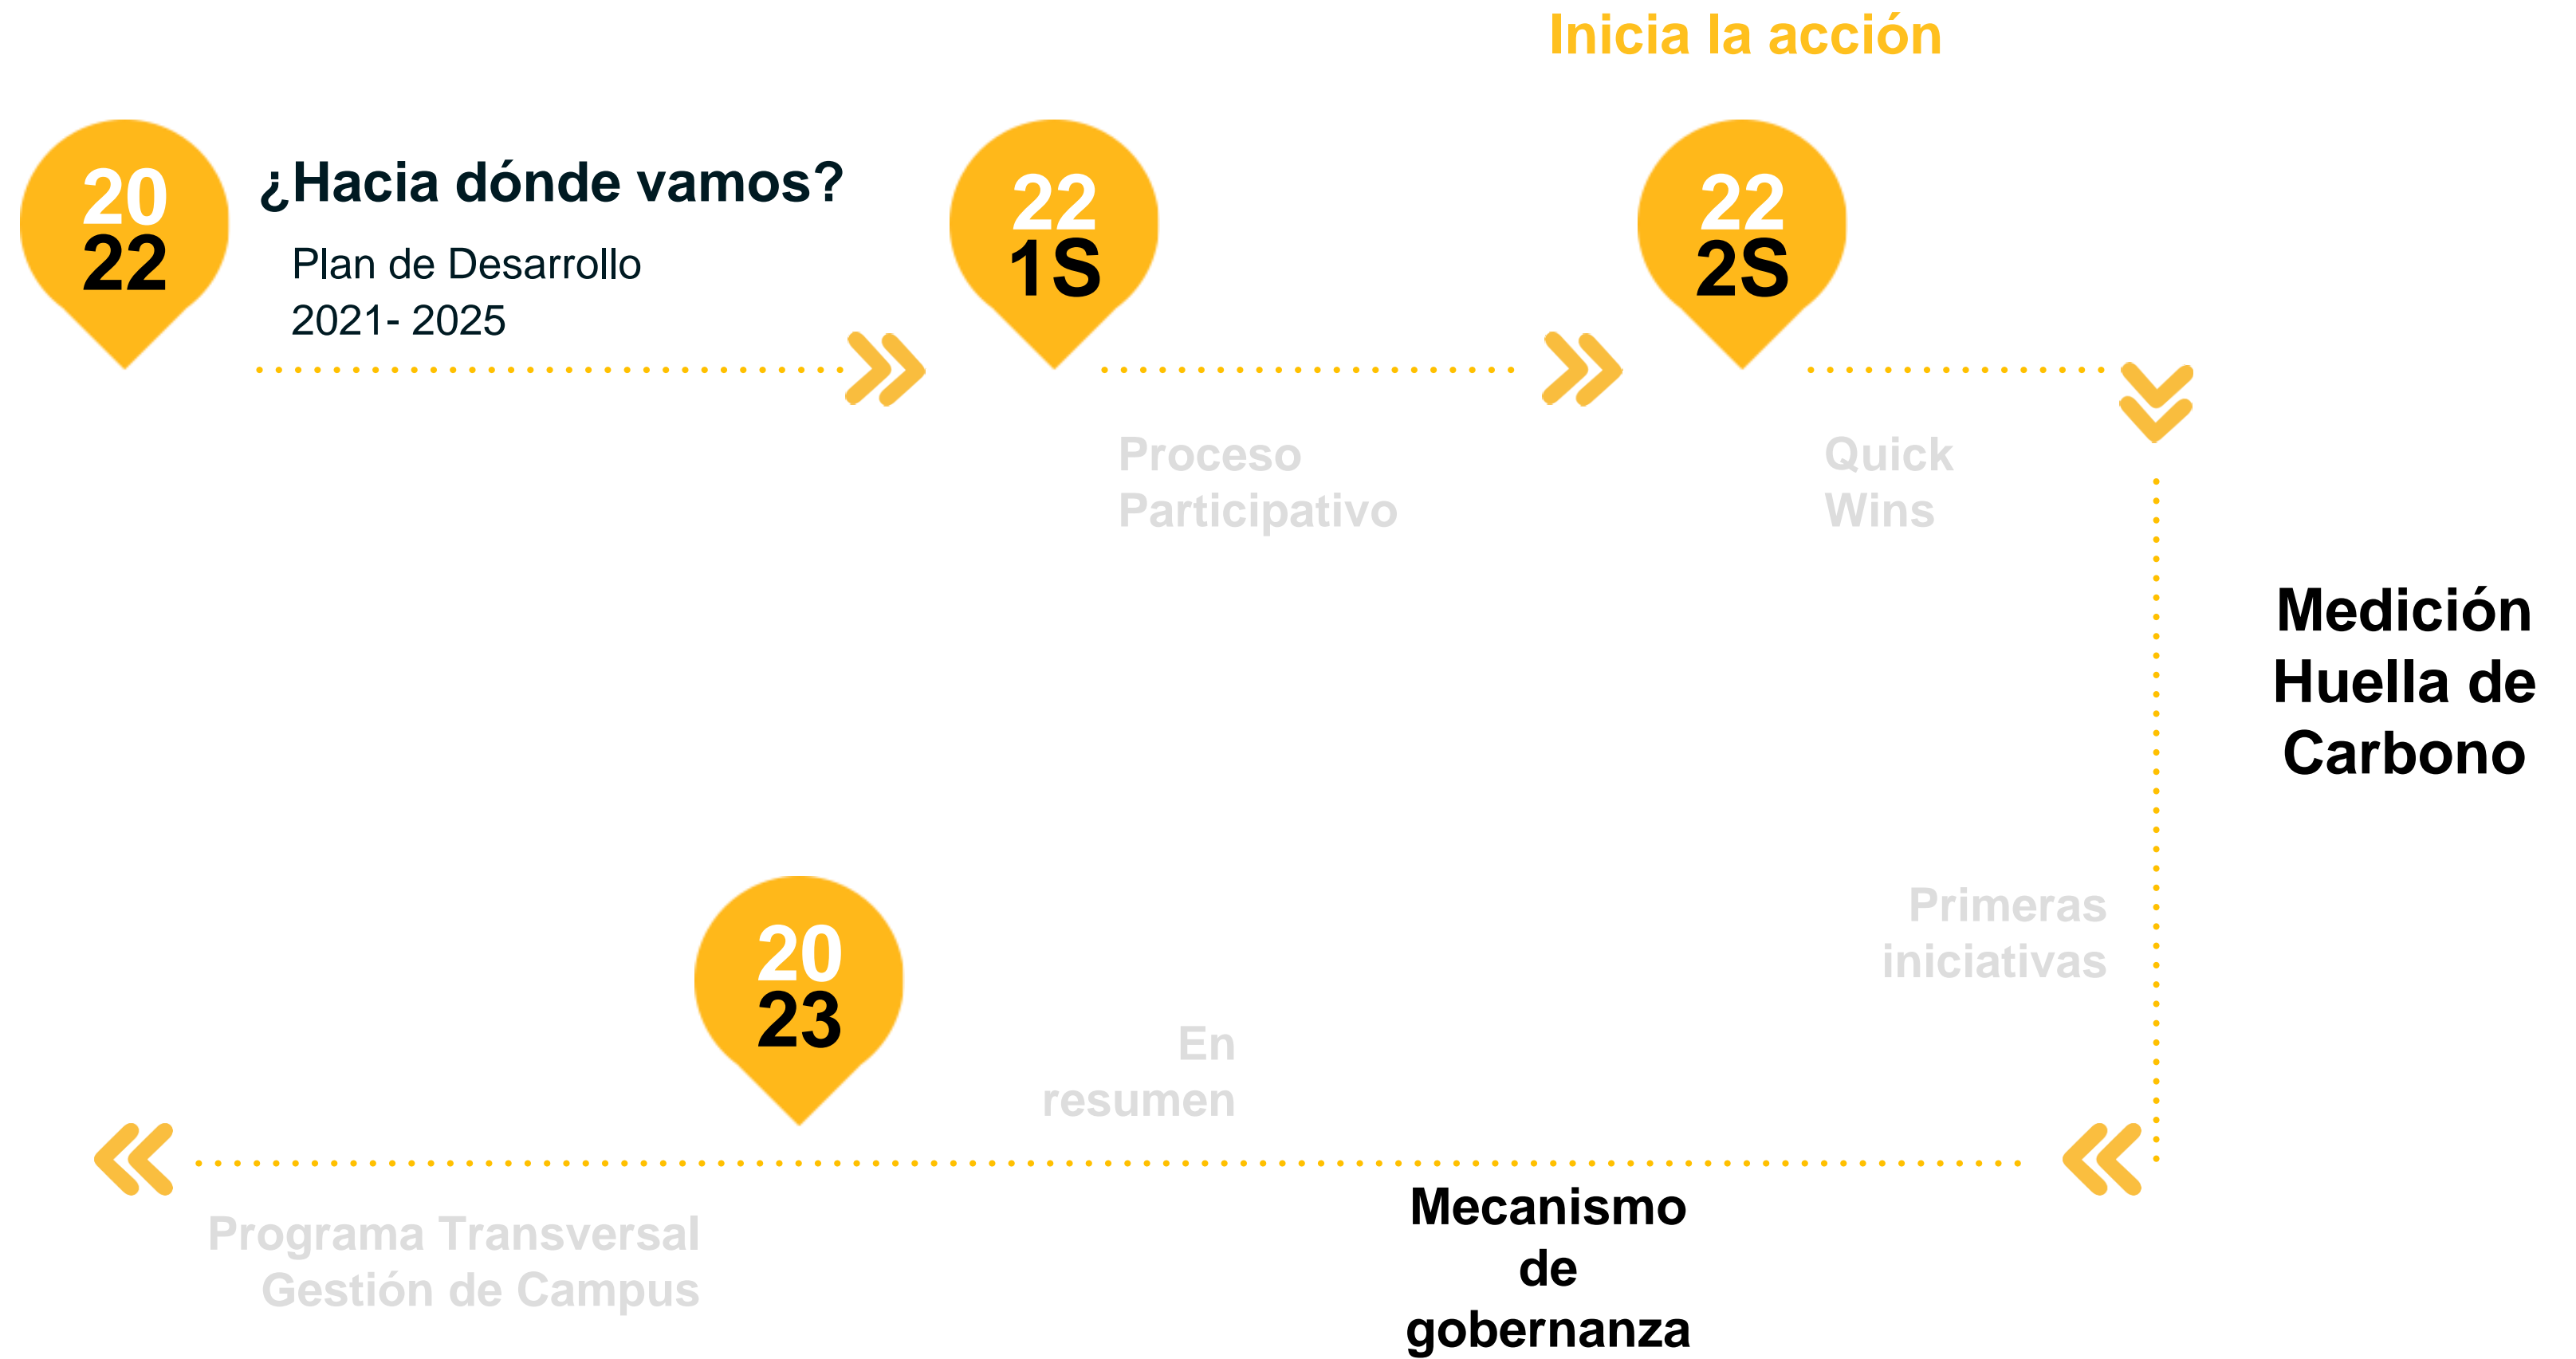 Inicia la acción
20
22
¿Hacia dónde vamos?
Plan de Desarrollo
2021- 2025
22
1S
22
2S
Proceso
Participativo
Quick
Wins
Medición
Huella de
Carbono
Primeras
iniciativas
20
23
En
resumen
Mecanismo
de
gobernanza
Programa Transversal
Gestión de Campus